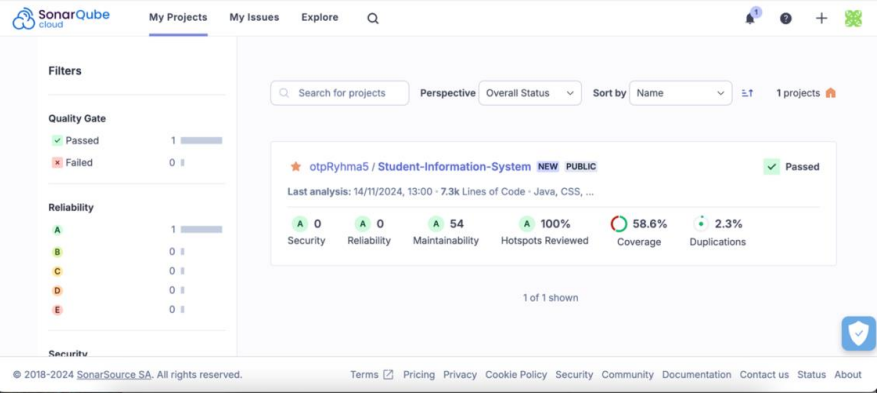 SonarQube cloud My Projects My Issues Explore 1
Filters
Search for projects Perspective Overall Status Sort by Name 1 projects
Quality Gate
Passed 1
Failed 0
Reliability
A 1
B 0
C 0
D 0
E 0
Security
otpRyhma5 / Student-Information-System NEW PUBLIC Passed
Last analysis: 14/11/2024, 13:00 · 7.3k Lines of Code · Java, CSS, ...
A 0 A 0 A 54 A 100% 58.6% 2.3%
Security Reliability Maintainability Hotspots Reviewed Coverage Duplications
1 of 1 shown
© 2018-2024 SonarSource SA. All rights reserved. Terms Pricing Privacy Cookie Policy Security Community Documentation Contact us Status About